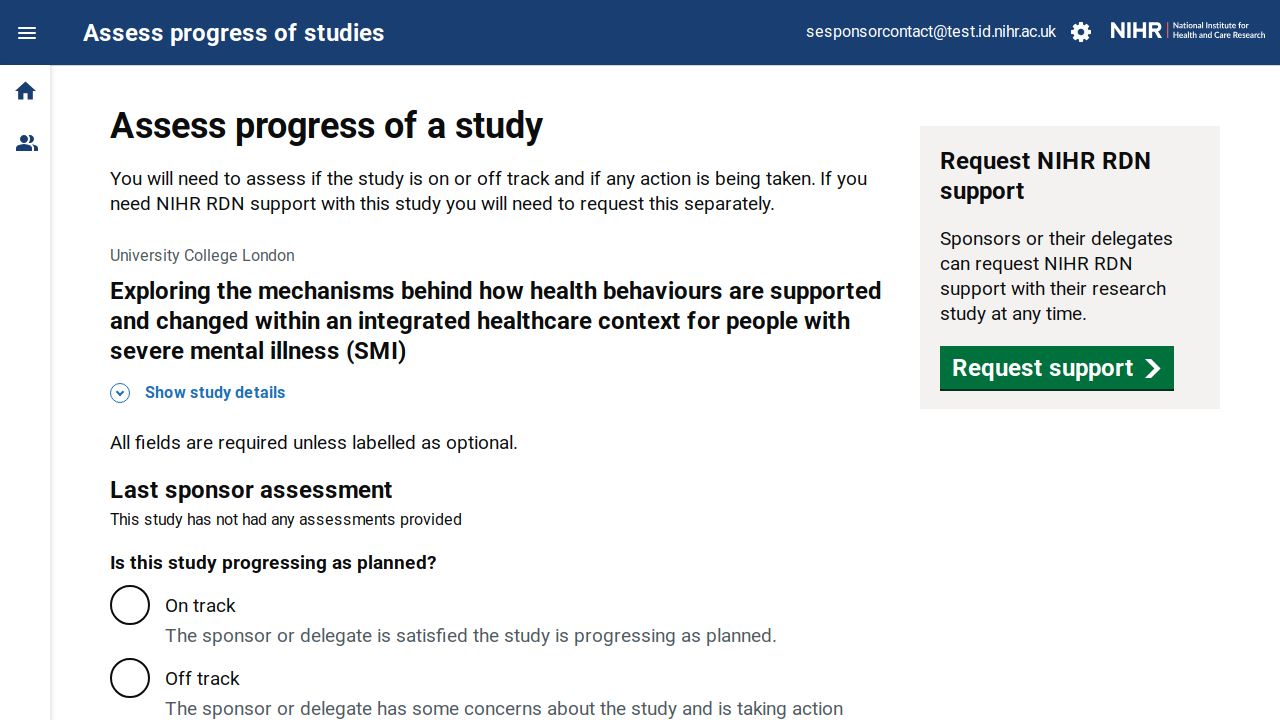 Assess progress of studies
sesponsorcontact@test.id.nihr.ac.uk
NIHR
National Institute for
Health and Care Research
Assess progress of a study
You will need to assess if the study is on or off track and if any action is being taken. If you
need NIHR RDN support with this study you will need to request this separately.
University College London
Exploring the mechanisms behind how health behaviours are supported
and changed within an integrated healthcare context for people with
severe mental illness (SMI)
Show study details
All fields are required unless labelled as optional.
Last sponsor assessment
This study has not had any assessments provided
Is this study progressing as planned?
On track
The sponsor or delegate is satisfied the study is progressing as planned.
Off track
The sponsor or delegate has some concerns about the study and is taking action
Request NIHR RDN
support
Sponsors or their delegates
can request NIHR RDN
support with their research
study at any time.
Request support